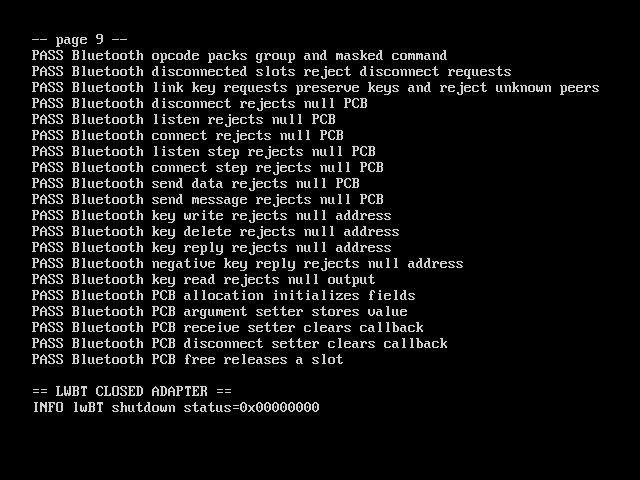 -- page 9 --
PASS Bluetooth opcode packs group and masked command
PASS Bluetooth disconnected slots reject disconnect requests
PASS Bluetooth link key requests preserve keys and reject unknown peers
PASS Bluetooth disconnect rejects null PCB
PASS Bluetooth listen rejects null PCB
PASS Bluetooth connect rejects null PCB
PASS Bluetooth listen step rejects null PCB
PASS Bluetooth connect step rejects null PCB
PASS Bluetooth send data rejects null PCB
PASS Bluetooth send message rejects null PCB
PASS Bluetooth key write rejects null address
PASS Bluetooth key delete rejects null address
PASS Bluetooth key reply rejects null address
PASS Bluetooth negative key reply rejects null address
PASS Bluetooth key read rejects null output
PASS Bluetooth PCB allocation initializes fields
PASS Bluetooth PCB argument setter stores value
PASS Bluetooth PCB receive setter clears callback
PASS Bluetooth PCB disconnect setter clears callback
PASS Bluetooth PCB free releases a slot
== LWBT CLOSED ADAPTER ==
INFO lwBT shutdown status=0x00000000